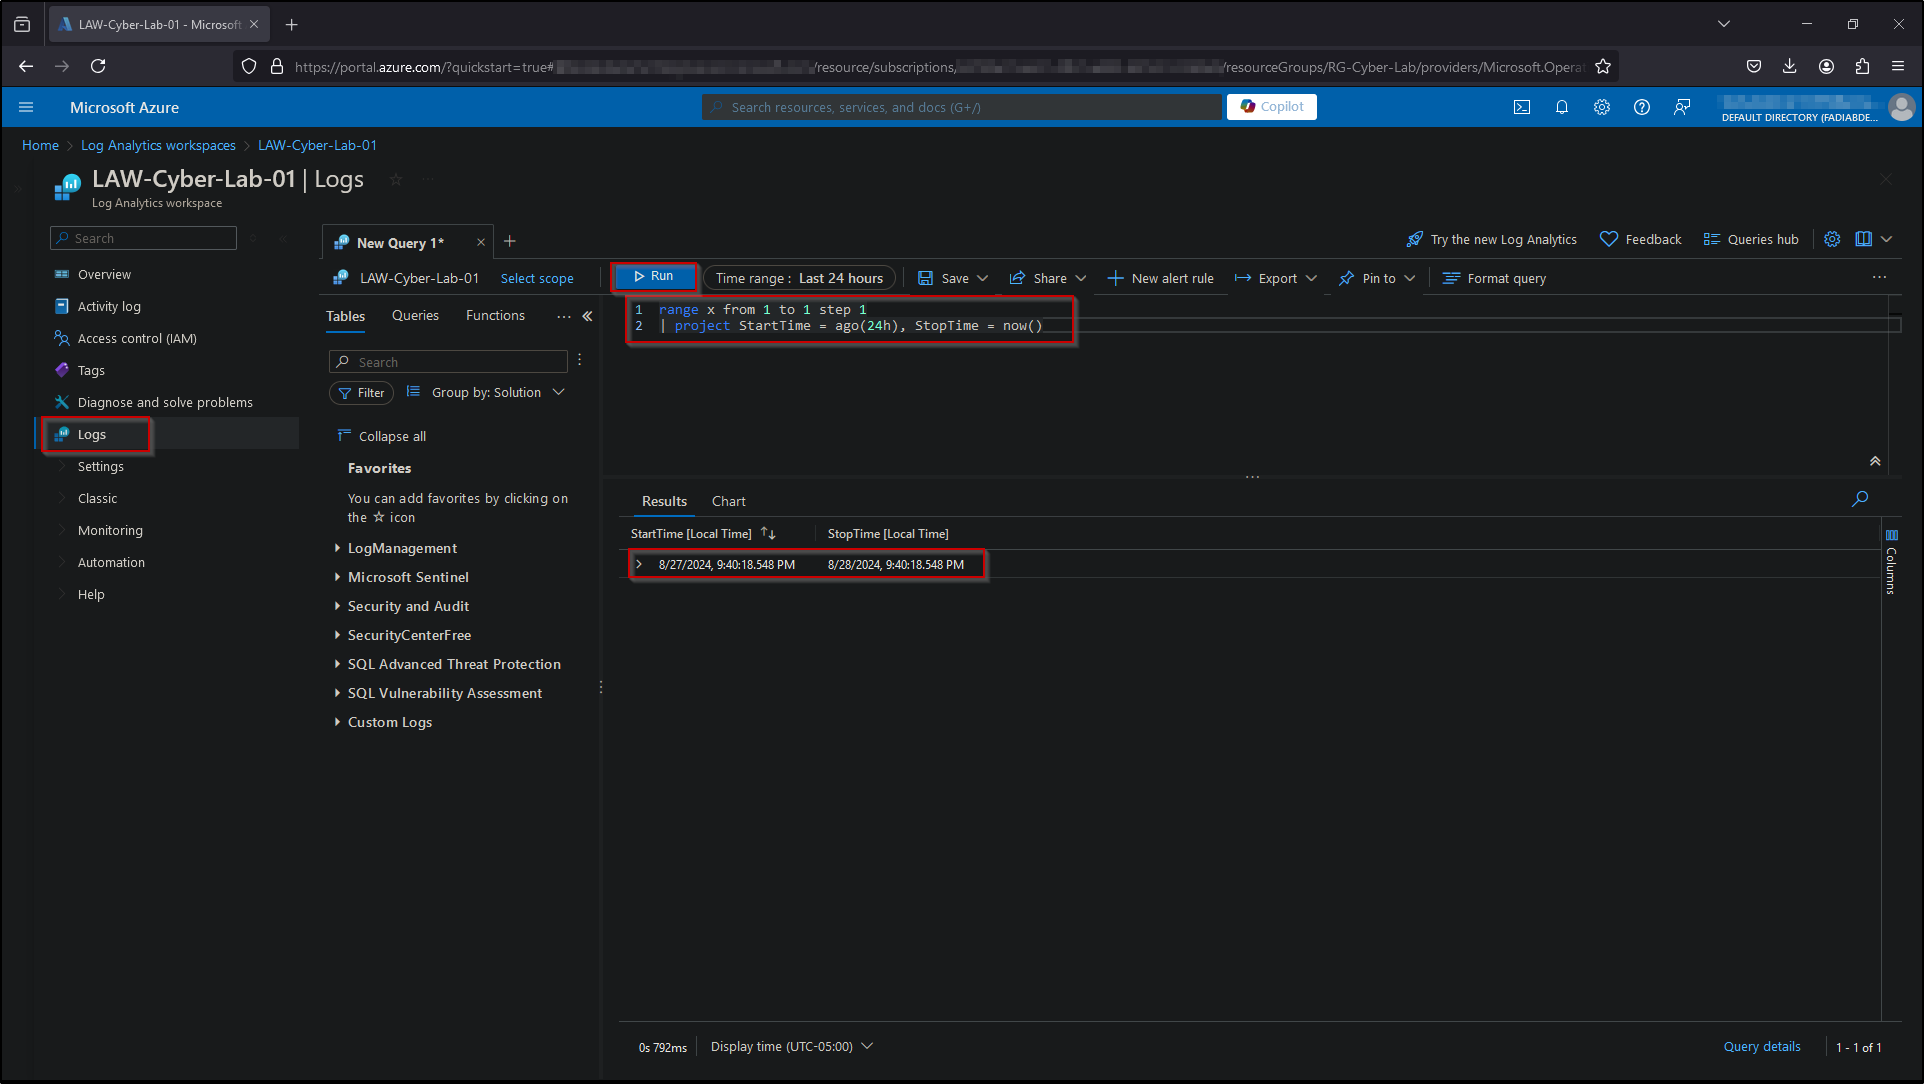 LAW-Cyber-Lab-01 - Microsoft
https://portal.azure.com/?quickstart=true#
/resource/subscriptions/
/resourceGroups/RG-Cyber-Lab/providers/Microsoft.Opera
Microsoft Azure
Search resources, services, and docs (G+/)
Copilot
DEFAULT DIRECTORY (FADIABDE...
Home > Log Analytics workspaces > LAW-Cyber-Lab-01
LAW-Cyber-Lab-01 | Logs
Log Analytics workspace
Search
Overview
Activity log
Access control (IAM)
Tags
Diagnose and solve problems
Logs
Settings
Classic
Monitoring
Automation
Help
New Query 1*
Try the new Log Analytics
Feedback
Queries hub
LAW-Cyber-Lab-01
Select scope
Run
Time range : Last 24 hours
Save
Share
New alert rule
Export
Pin to
Format query
Tables
Queries
Functions
Search
Filter
Group by: Solution
Collapse all
Favorites
You can add favorites by clicking on
the ☆ icon
LogManagement
Microsoft Sentinel
Security and Audit
SecurityCenterFree
SQL Advanced Threat Protection
SQL Vulnerability Assessment
Custom Logs
1 range x from 1 to 1 step 1
2 | project StartTime = ago(24h), StopTime = now()
Results
Chart
StartTime [Local Time]
StopTime [Local Time]
8/27/2024, 9:40:18.548 PM
8/28/2024, 9:40:18.548 PM
Columns
0s 792ms
Display time (UTC-05:00)
Query details
1 - 1 of 1